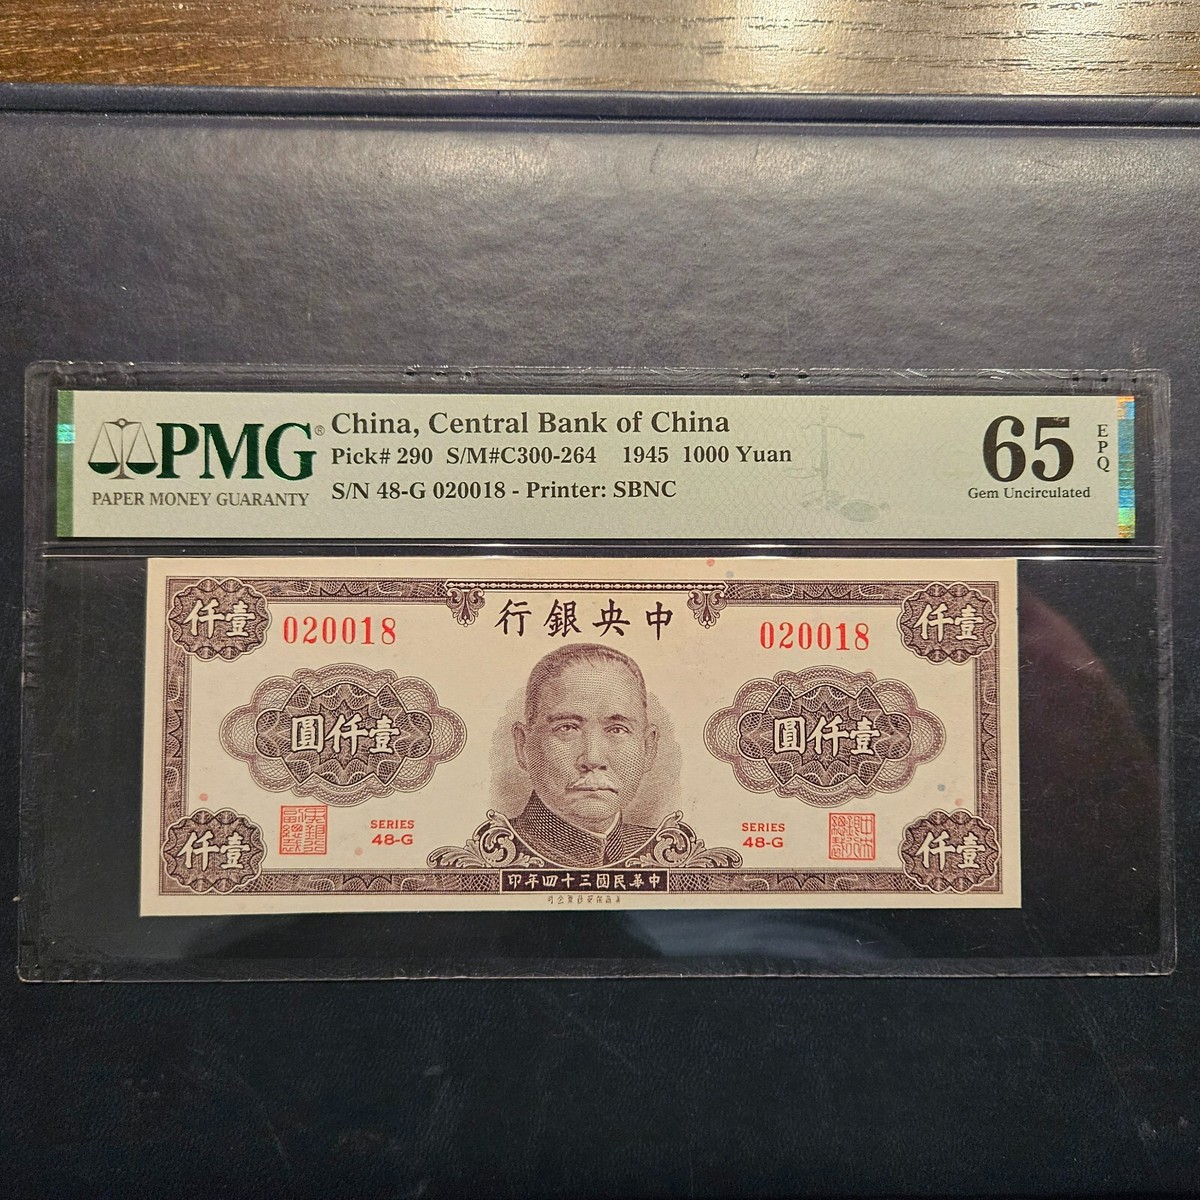 PMG®
PAPER MONEY GUARANTY
China, Central Bank of China
Pick# 290 S/M#C300-264 1945 1000 Yuan
S/N 48-G 020018 - Printer: SBNC
65
EPQ
Gem Uncirculated
仟壹
行銀央中
仟壹
020018
020018
圓仟壹
圓仟壹
SERIES
48-G
SERIES
48-G
仟壹
印年四十三國民華中
仟壹